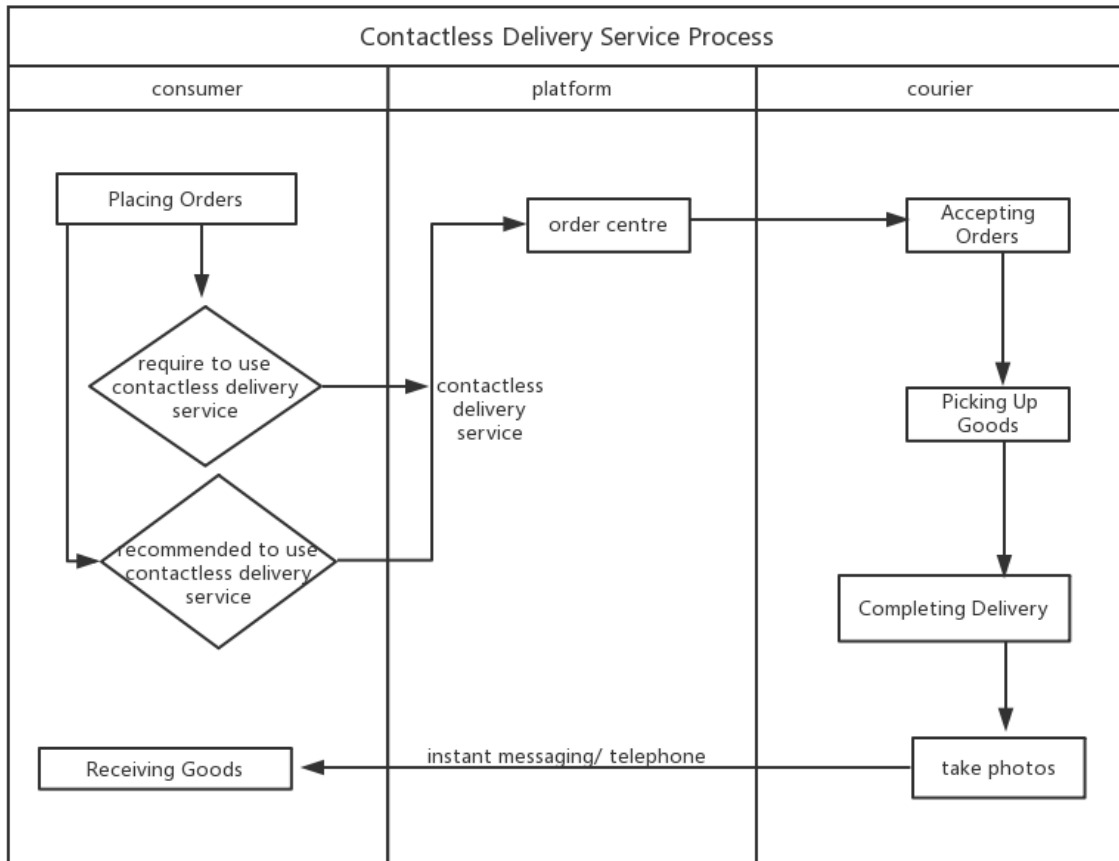 Contactless Delivery Service Process
consumer
platform
courier
Placing Orders
order centre
Accepting
Orders
require to use
contactless delivery
service
contactless
delivery
service
Picking Up
Goods
recommended to use
contactless delivery
service
Completing Delivery
Receiving Goods
instant messaging/ telephone
take photos